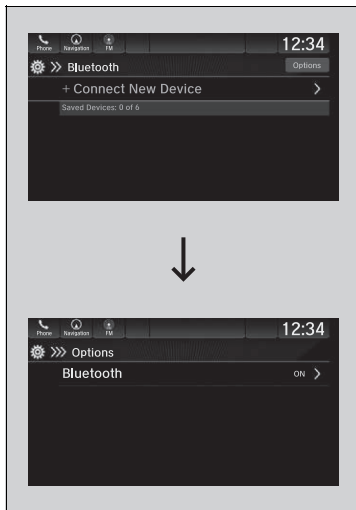 Phone Navigation FM 12:34
Bluetooth Options
+ Connect New Device
Saved Devices: 0 of 6
Phone Navigation FM 12:34
Options
Bluetooth ON